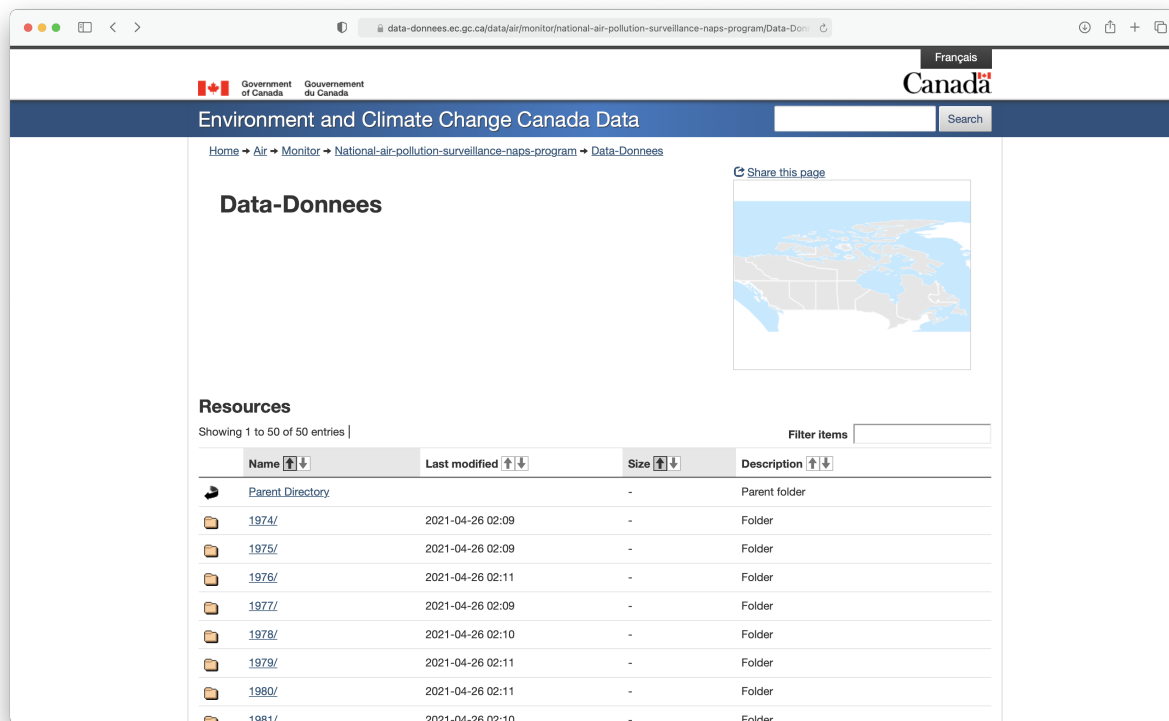 data-donnees.ec.gc.ca/data/air/monitor/national-air-pollution-surveillance-naps-program/Data-Don
Français
Government of Canada
Gouvernement du Canada
Canada
Environment and Climate Change Canada Data
Search
Home → Air → Monitor → National-air-pollution-surveillance-naps-program → Data-Donnees
Share this page
Data-Donnees
Resources
Showing 1 to 50 of 50 entries |
Filter items
Name Last modified Size Description
Parent Directory - Parent folder
1974/ 2021-04-26 02:09 - Folder
1975/ 2021-04-26 02:09 - Folder
1976/ 2021-04-26 02:11 - Folder
1977/ 2021-04-26 02:09 - Folder
1978/ 2021-04-26 02:10 - Folder
1979/ 2021-04-26 02:11 - Folder
1980/ 2021-04-26 02:11 - Folder
1981/ 2021-04-26 02:10 Folder